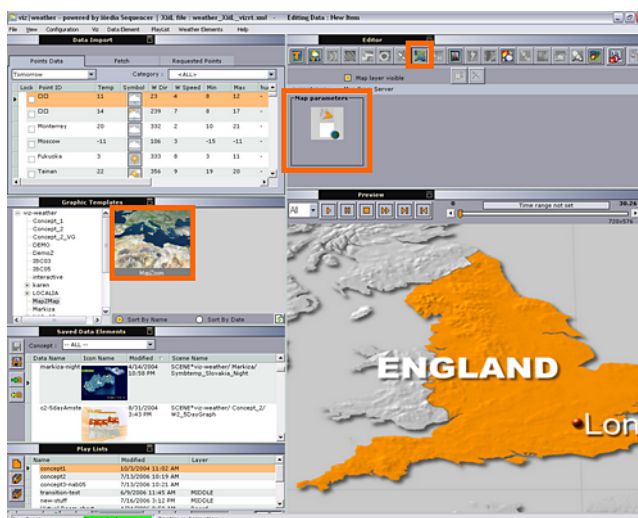 viz|weather - powered by Media Sequencer | XML file : weather_XML_vizrt.xml - Editing Data : New Item
File View Configuration Viz Data Element PlayList Weather Elements Help
Data Import
Points Data Fetch Requested Points
Tomorrow Category : <ALL>
Lock Point ID Temp Symbol W Dir W Speed Min Max hu
11 23 4 8 12 -
14 239 7 8 17 -
Monterrey 20 332 2 10 21 -
Moscow -11 106 3 -15 -11 -
Fukuoka 3 333 8 3 11 -
Tainan 22 356 9 19 20 -
Graphic Templates
viz-weather
Concept_1
Concept_2
Concept_2_VG
DEMO
Demo2
IBC03
IBC05
interactive
karen
LOCALIA
Map2Map
Markiza
MapZoom
Sort By Name Sort By Date
Saved Data Elements
Concept : -- ALL --
Data Name Icon Name Modified Scene Name
markiza-night 4/14/2004 10:58 PM SCENE*viz-weather/ Markiza/ Symbtemp_Slovakia_Night
o2-5dayAmste 8/31/2004 3:43 PM SCENE*viz-weather/ Concept_2/ W2_5DayGraph
Play Lists
Name Modified Layer
concept1 10/3/2006 11:02 AM
concept2 7/13/2006 10:19 AM
concept3-nab05 7/13/2006 10:21 AM
transition-test 6/9/2006 11:45 AM MIDDLE
new-stuff 7/16/2006 3:12 PM MIDDLE
Editor
Map layer visible
Server
Map parameters
Preview
All 0 Time range not set 30.26
720x576
ENGLAND
Lon